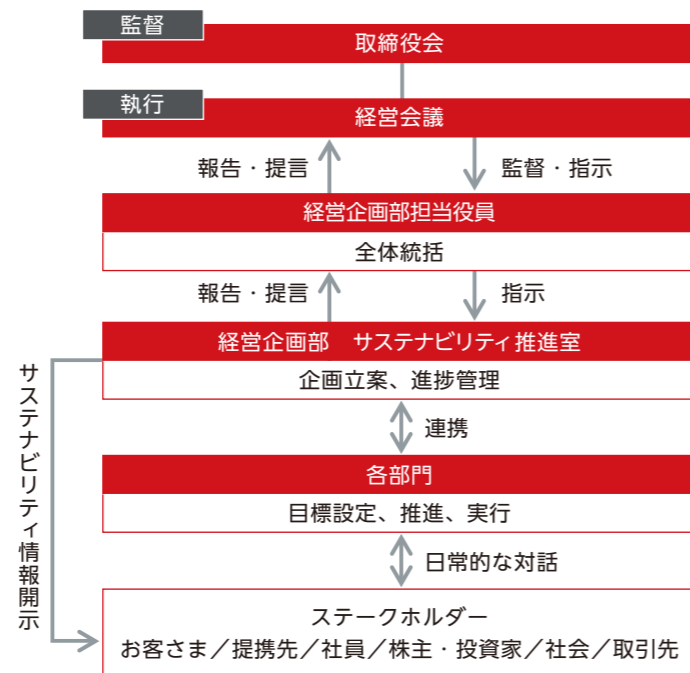 監督
取締役会
執行
経営会議
報告・提言
監督・指示
経営企画部担当役員
全体統括
報告・提言
指示
経営企画部　サステナビリティ推進室
企画立案、進捗管理
サステナビリティ情報開示
連携
各部門
目標設定、推進、実行
日常的な対話
ステークホルダー
お客さま／提携先／社員／株主・投資家／社会／取引先